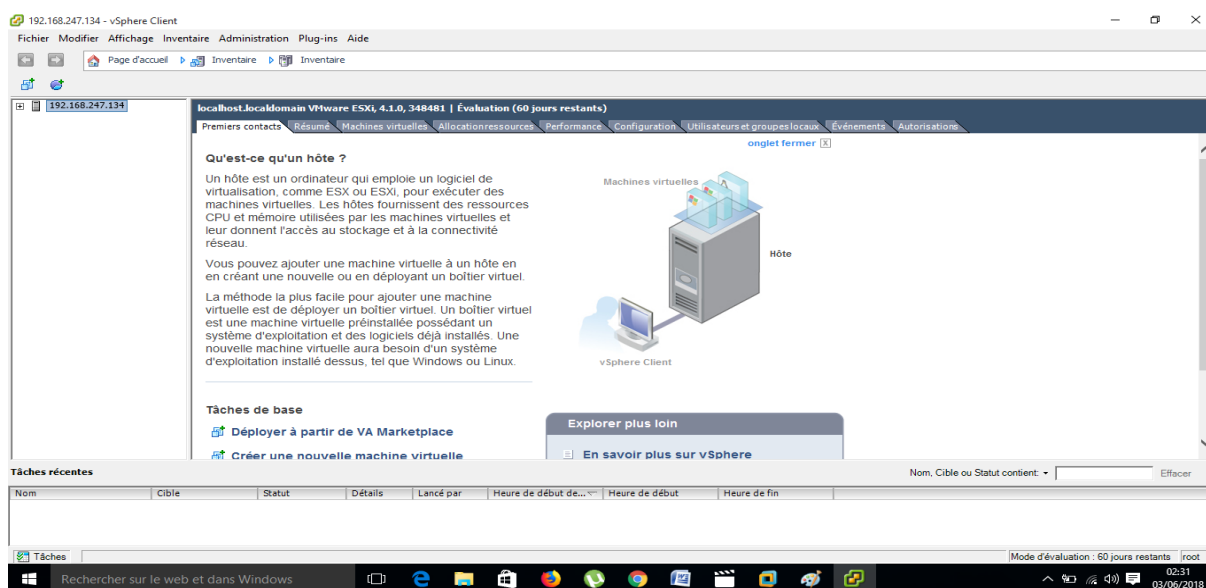 192.168.247.134 - vSphere Client
Fichier Modifier Affichage Inventaire Administration Plug-ins Aide
Page d'accueil Inventaire Inventaire
192.168.247.134
localhost.localdomain VMware ESXi, 4.1.0, 348481 | Évaluation (60 jours restants)
Premiers contacts Résumé Machines virtuelles Allocationressources Performance Configuration Utilisateurs et groupes locaux Événements Autorisations
onglet fermer X
Qu'est-ce qu'un hôte ?
Un hôte est un ordinateur qui emploie un logiciel de
virtualisation, comme ESX ou ESXi, pour exécuter des
machines virtuelles. Les hôtes fournissent des ressources
CPU et mémoire utilisées par les machines virtuelles et
leur donnent l'accès au stockage et à la connectivité
réseau.
Vous pouvez ajouter une machine virtuelle à un hôte en
en créant une nouvelle ou en déployant un boîtier virtuel.
La méthode la plus facile pour ajouter une machine
virtuelle est de déployer un boîtier virtuel. Un boîtier virtuel
est une machine virtuelle préinstallée possédant un
système d'exploitation et des logiciels déjà installés. Une
nouvelle machine virtuelle aura besoin d'un système
d'exploitation installé dessus, tel que Windows ou Linux.
Machines virtuelles
Hôte
vSphere Client
Tâches de base
Déployer à partir de VA Marketplace
Créer une nouvelle machine virtuelle
Explorer plus loin
En savoir plus sur vSphere
Tâches récentes
Nom, Cible ou Statut contient:
Effacer
Nom Cible Statut Détails Lancé par Heure de début de... Heure de début Heure de fin
Tâches
Mode d'évaluation : 60 jours restants root
Rechercher sur le web et dans Windows
02:31
03/06/2018